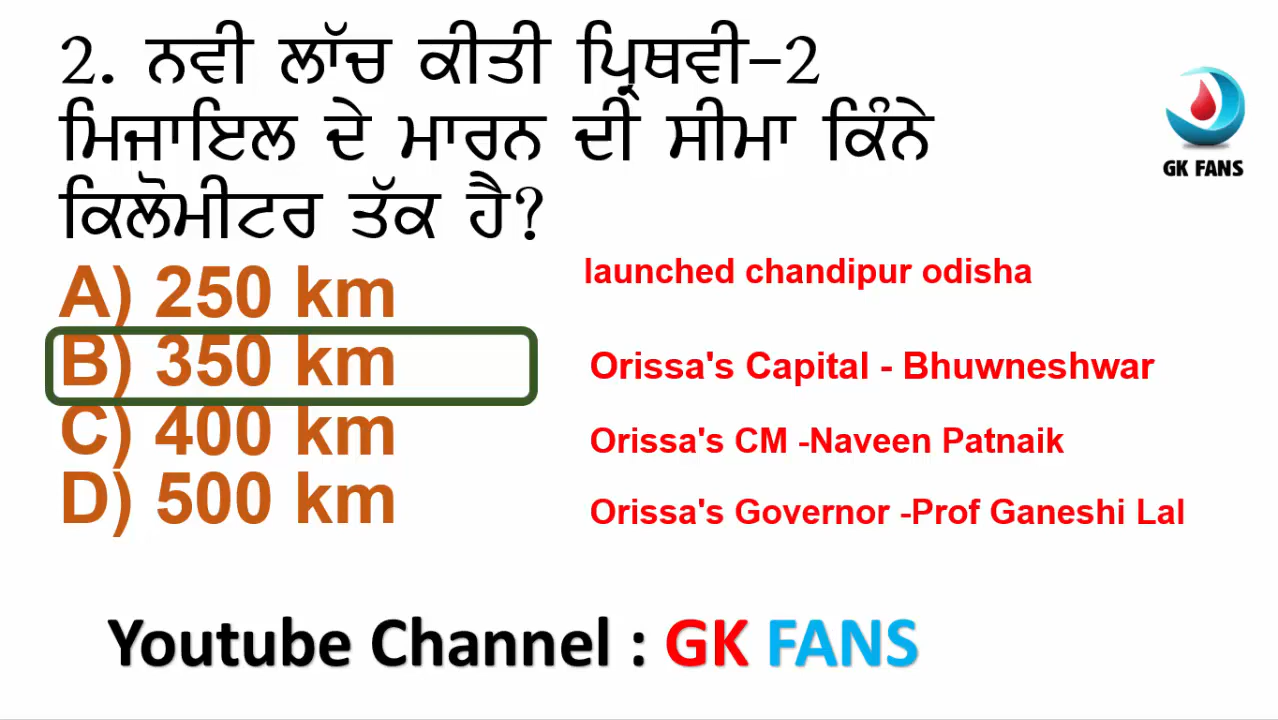 2. ਨਵੀ ਲਾੱਚ ਕੀਤੀ ਪ੍ਰਿਥਵੀ-2
ਮਿਜਾਇਲ ਦੇ ਮਾਰਨ ਦੀ ਸੀਮਾ ਕਿੰਨੇ
ਕਿਲੋਮੀਟਰ ਤੱਕ ਹੈ?
GK FANS
A) 250 km
launched chandipur odisha
B) 350 km
Orissa's Capital - Bhuwneshwar
C) 400 km
Orissa's CM -Naveen Patnaik
D) 500 km
Orissa's Governor -Prof Ganeshi Lal
Youtube Channel : GK FANS